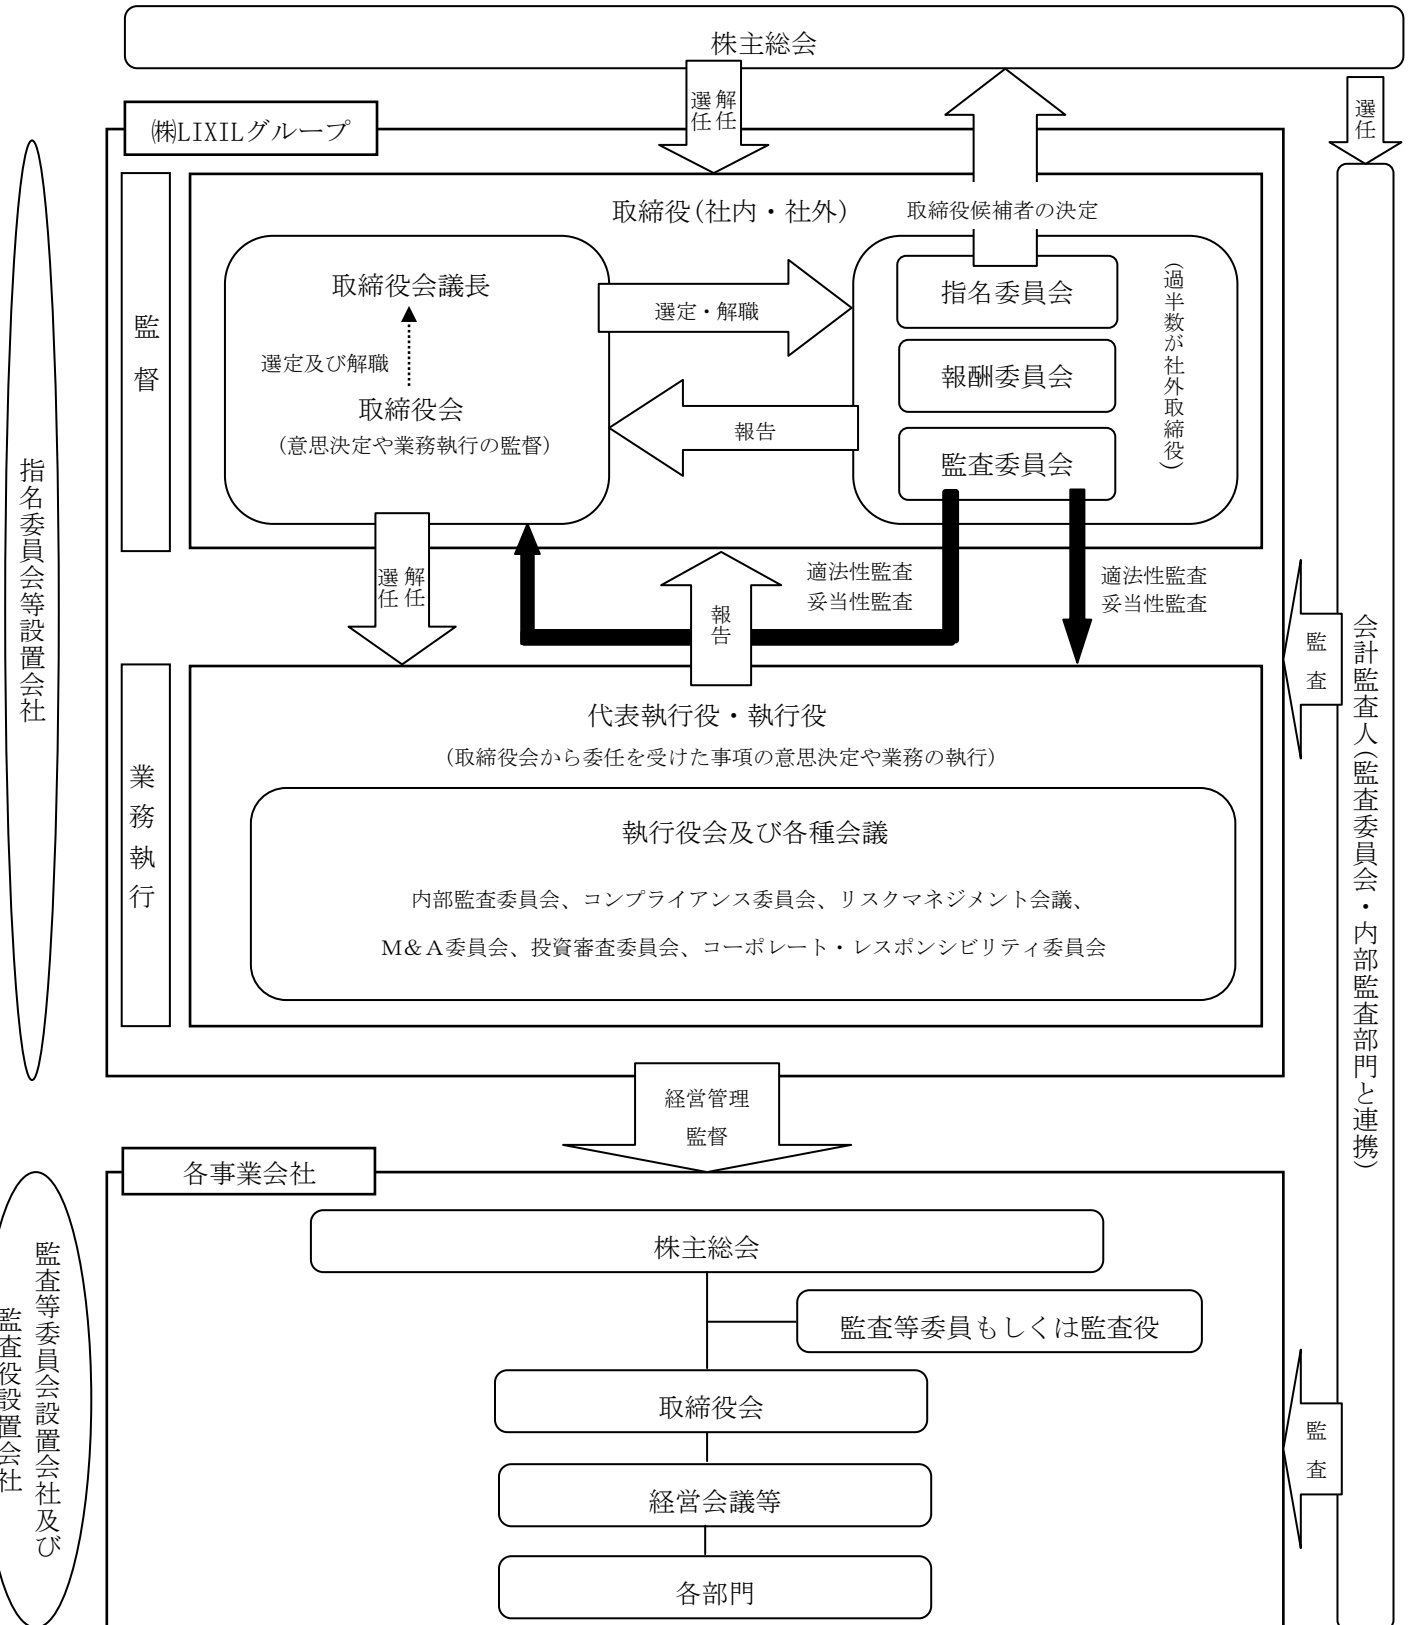 株主総会
選任
解任
選任
㈱LIXILグループ
指名委員会等設置会社
監督
取締役(社内・社外)
取締役候補者の決定
取締役会議長
選定及び解職
取締役会
(意思決定や業務執行の監督)
選定・解職
報告
指名委員会
報酬委員会
監査委員会
(過半数が社外取締役)
選任
解任
報告
適法性監査
妥当性監査
適法性監査
妥当性監査
監査
会計監査人(監査委員会・内部監査部門と連携)
業務執行
代表執行役・執行役
(取締役会から委任を受けた事項の意思決定や業務の執行)
執行役会及び各種会議
内部監査委員会、コンプライアンス委員会、リスクマネジメント会議、
M&A委員会、投資審査委員会、コーポレート・レスポンシビリティ委員会
経営管理
監督
各事業会社
監査等委員会設置会社及び
監査役設置会社
株主総会
監査等委員もしくは監査役
取締役会
経営会議等
各部門
監査